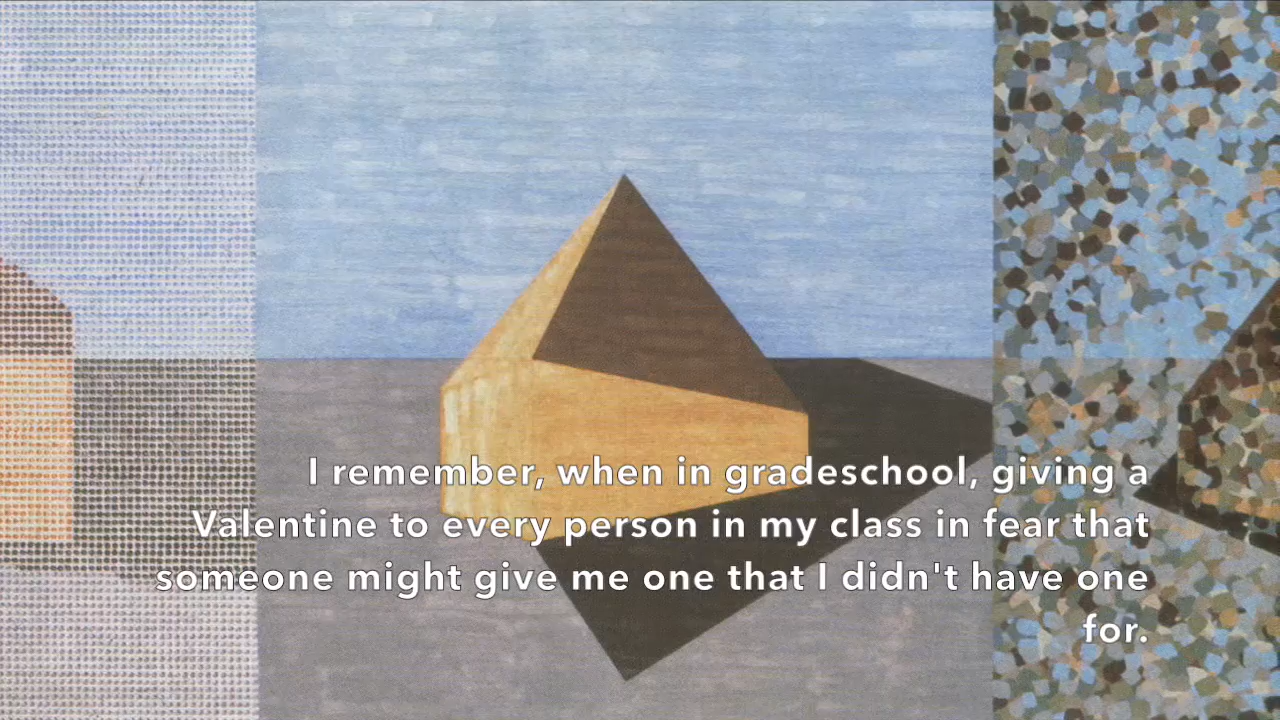 I remember, when in gradeschool, giving a
Valentine to every person in my class in fear that
someone might give me one that I didn't have one
for.